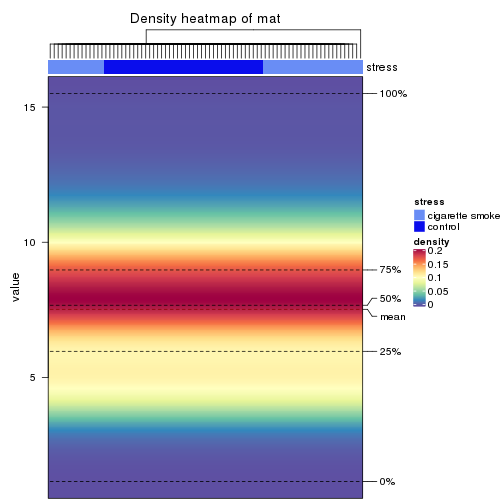 Density heatmap of mat
stress
15
10
5
value
100%
75%
50%
mean
25%
0%
stress
cigarette smoke
control
density
0.2
0.15
0.1
0.05
0